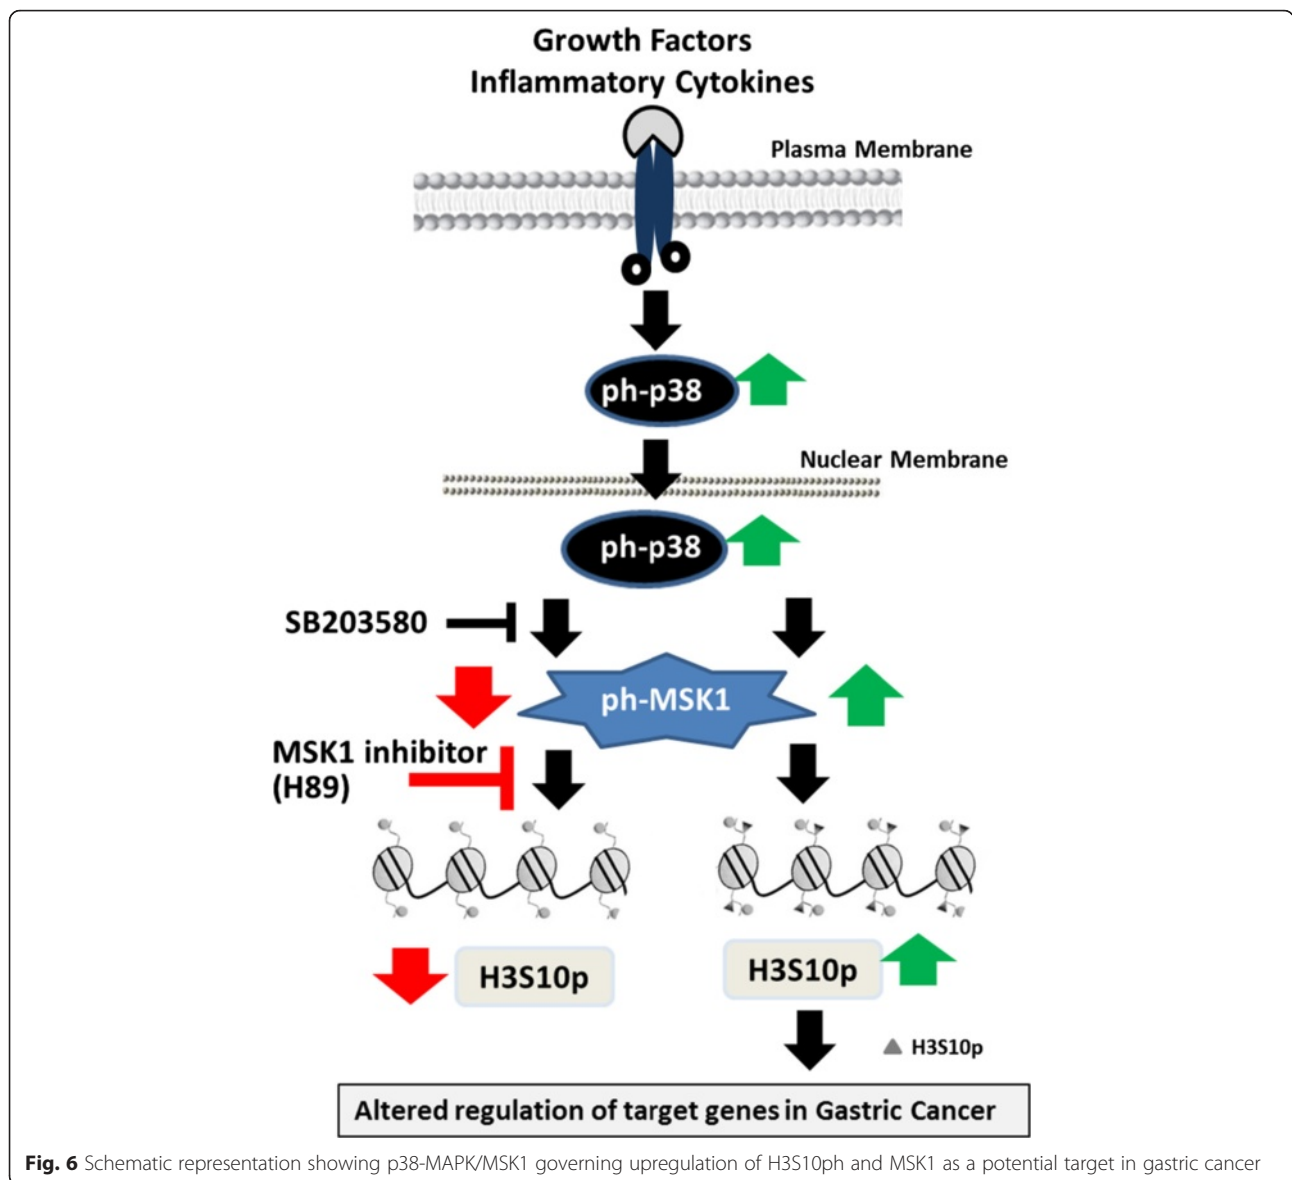 Growth Factors
Inflammatory Cytokines
Plasma Membrane
ph-p38
Nuclear Membrane
ph-p38
SB203580
ph-MSK1
MSK1 inhibitor
(H89)
H3S10p
H3S10p
H3S10p
Altered regulation of target genes in Gastric Cancer
Fig. 6 Schematic representation showing p38-MAPK/MSK1 governing upregulation of H3S10ph and MSK1 as a potential target in gastric cancer